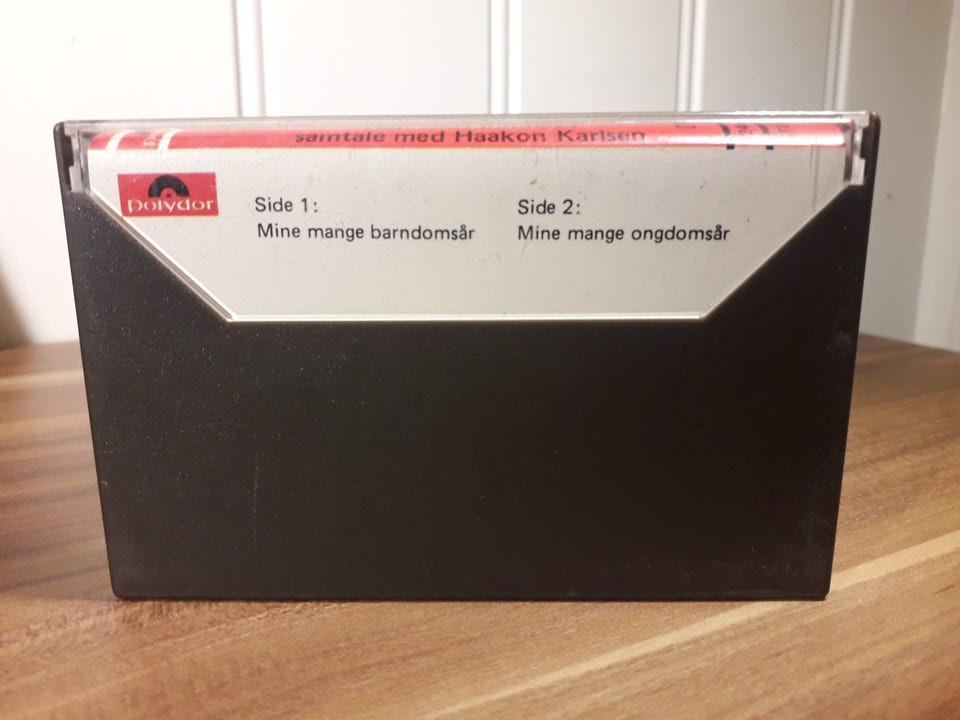 samtale med Haakon Karlsen
polydor
Side 1:
Mine mange barndomsår
Side 2:
Mine mange ongdomsår